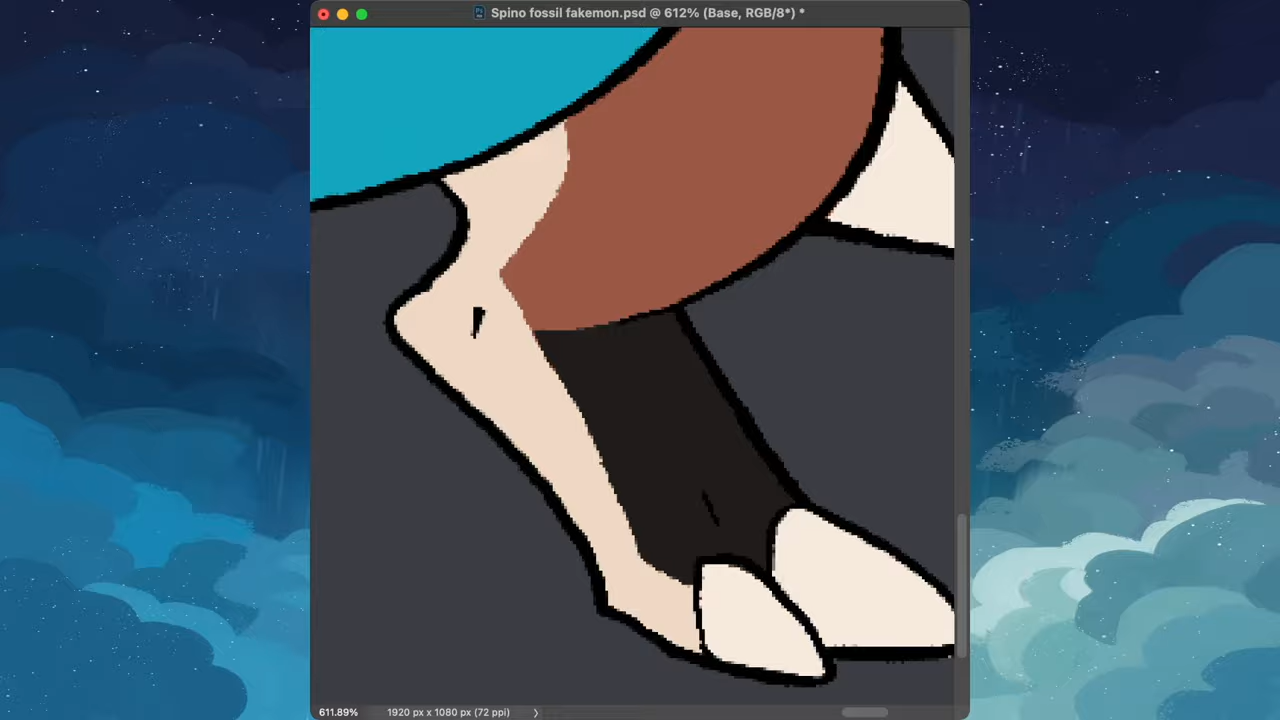 Spino fossil fakemon.psd @ 612% (Base, RGB/8*) *
611.89% 1920 px x 1080 px (72 ppi)